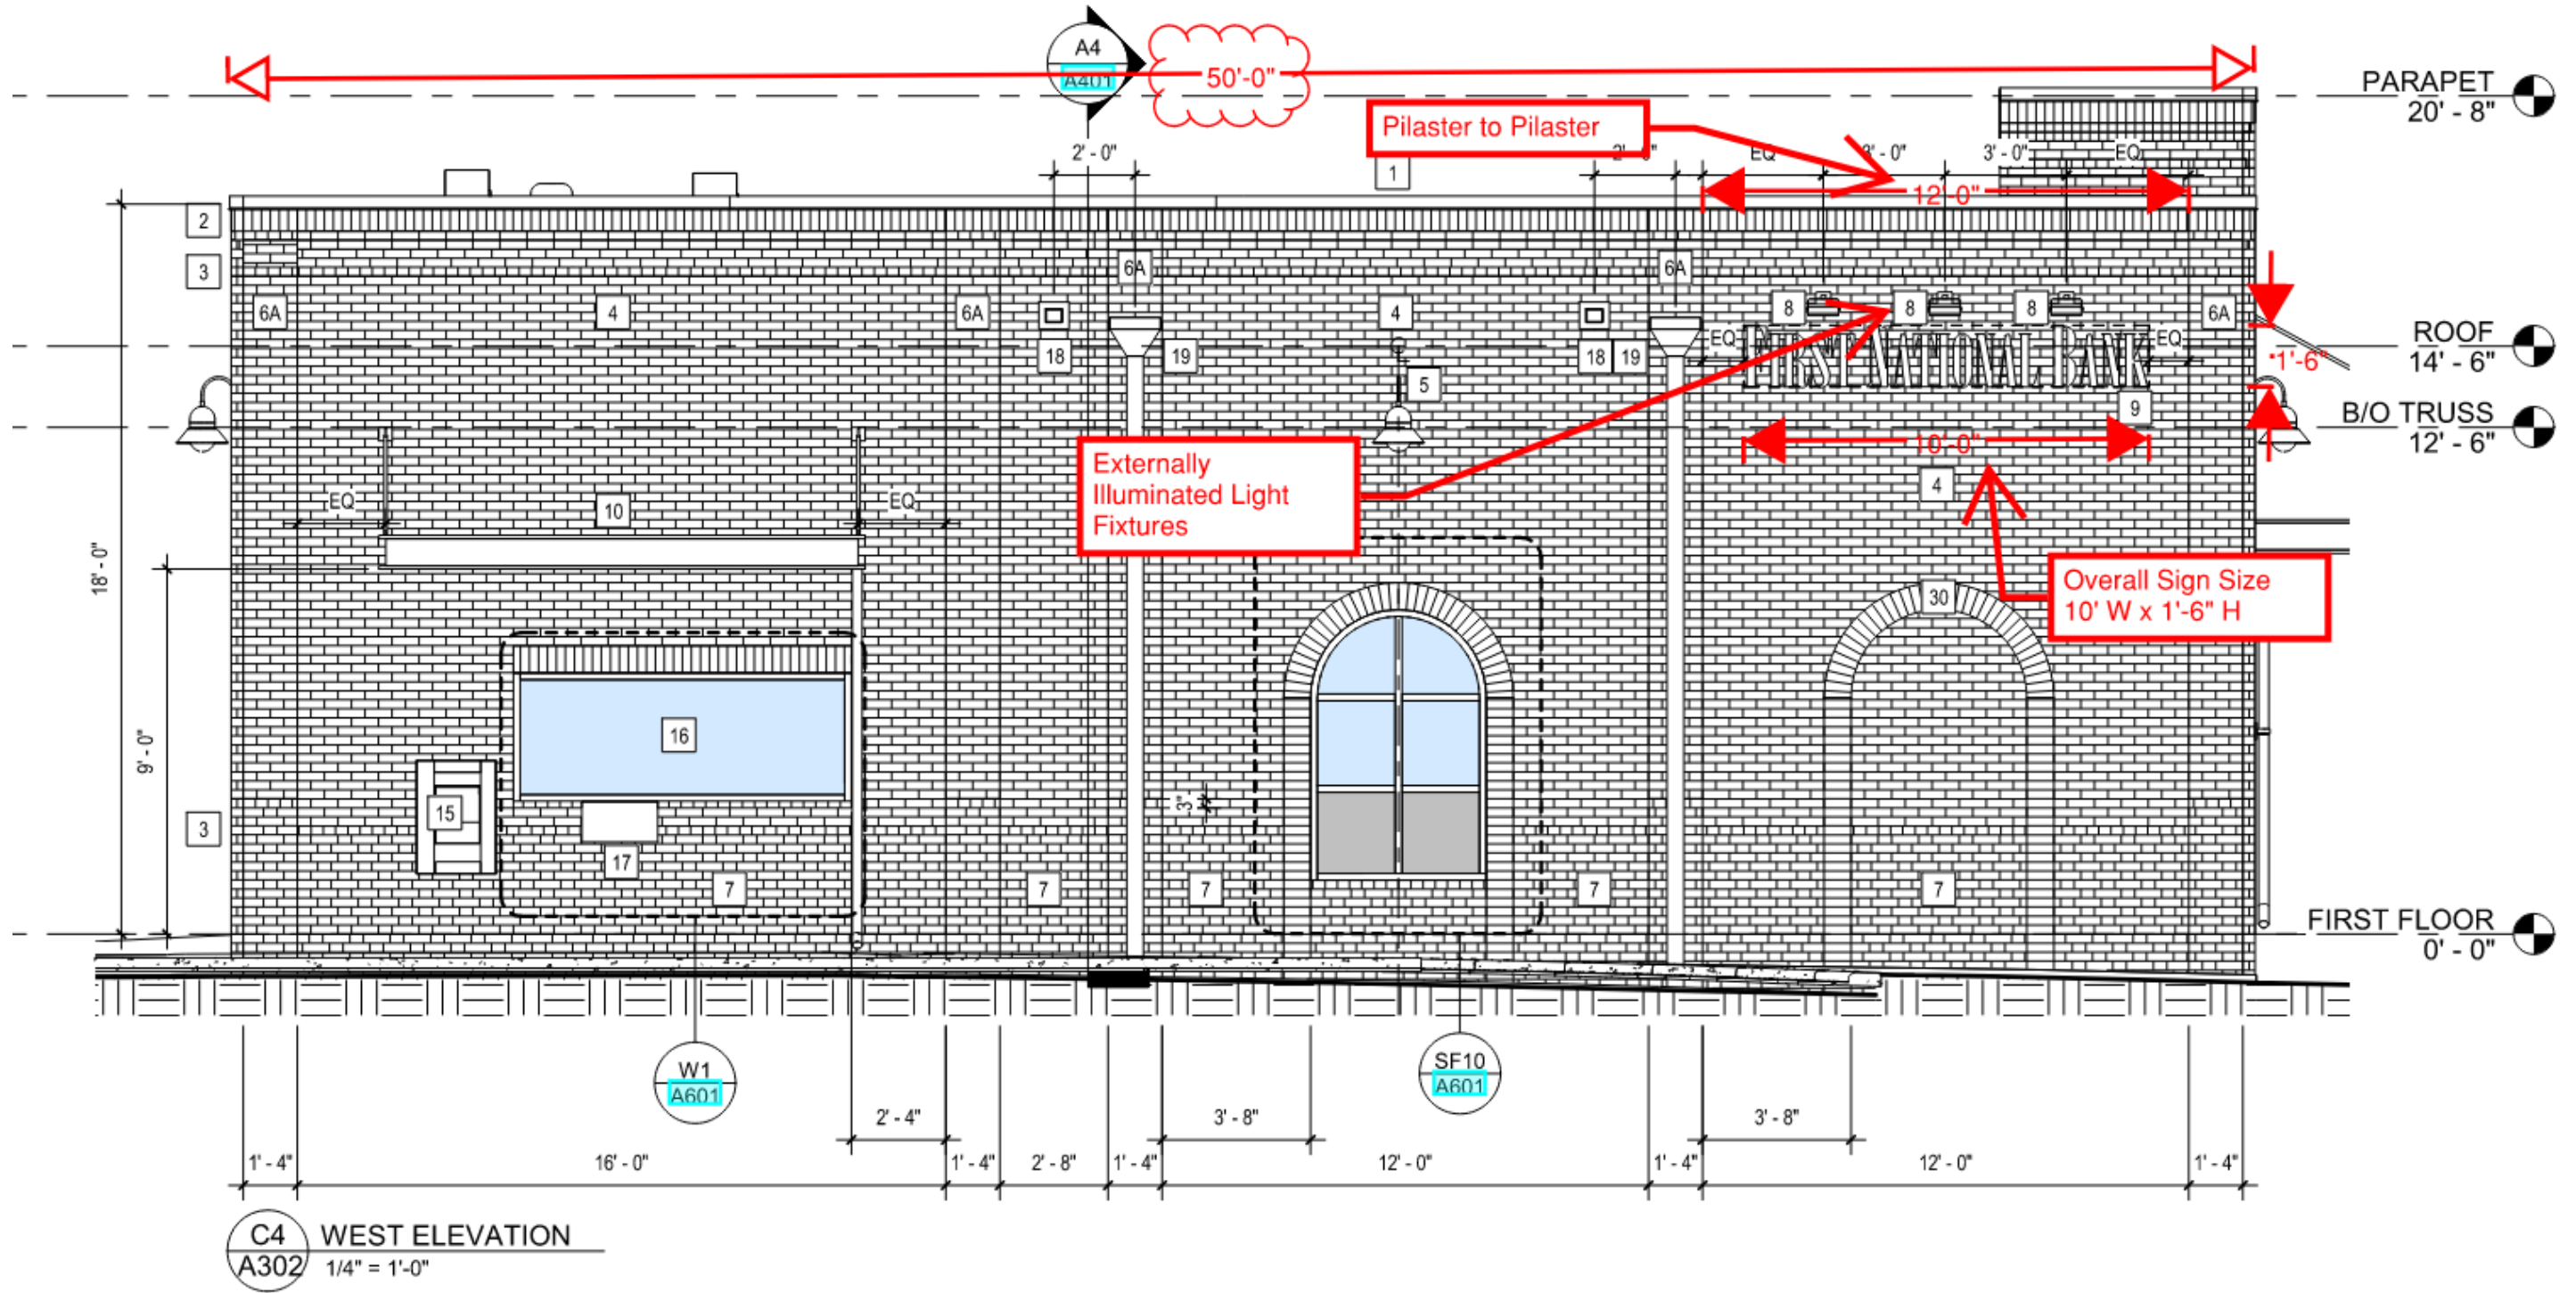 A4
A401
50'-0"
PARAPET
20' - 8"
Pilaster to Pilaster
2' - 0"
1
EQ
3' - 0"
3' - 0"
EQ
12'-0"
2
3
6A
6A
6A
4
6A
4
8
8
8
6A
18
19
18
19
5
EQ
FIRST NATIONAL BANK
EQ
1'-6"
ROOF
14' - 6"
9
B/O TRUSS
12' - 6"
10'-0"
Externally
Illuminated Light
Fixtures
4
EQ
10
EQ
18' - 0"
9' - 0"
Overall Sign Size
10' W x 1'-6" H
30
16
15
17
3
3"
7
7
7
7
7
FIRST FLOOR
0' - 0"
W1
A601
SF10
A601
2' - 4"
3' - 8"
3' - 8"
1' - 4"
16' - 0"
1' - 4"
2' - 8"
1' - 4"
12' - 0"
1' - 4"
12' - 0"
1' - 4"
C4
A302
WEST ELEVATION
1/4" = 1'-0"